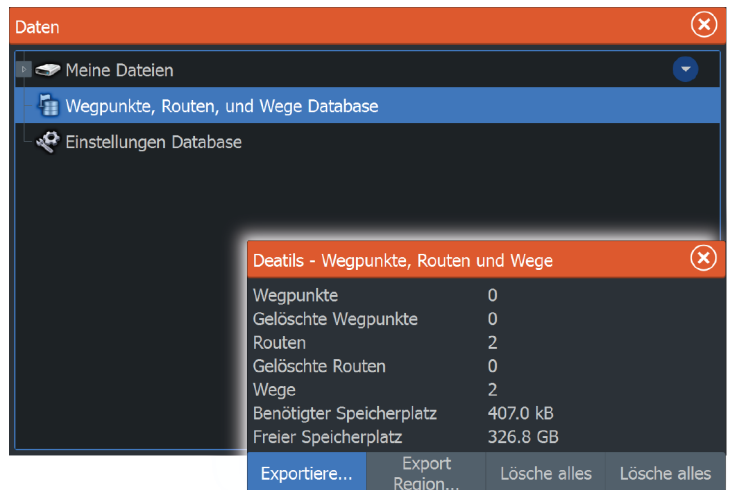 Daten
Meine Dateien
Wegpunkte, Routen, und Wege Database
Einstellungen Database
Deatils - Wegpunkte, Routen und Wege
Wegpunkte 0
Gelöschte Wegpunkte 0
Routen 2
Gelöschte Routen 0
Wege 2
Benötigter Speicherplatz 407.0 kB
Freier Speicherplatz 326.8 GB
Exportiere... Export Region... Lösche alles Lösche alles